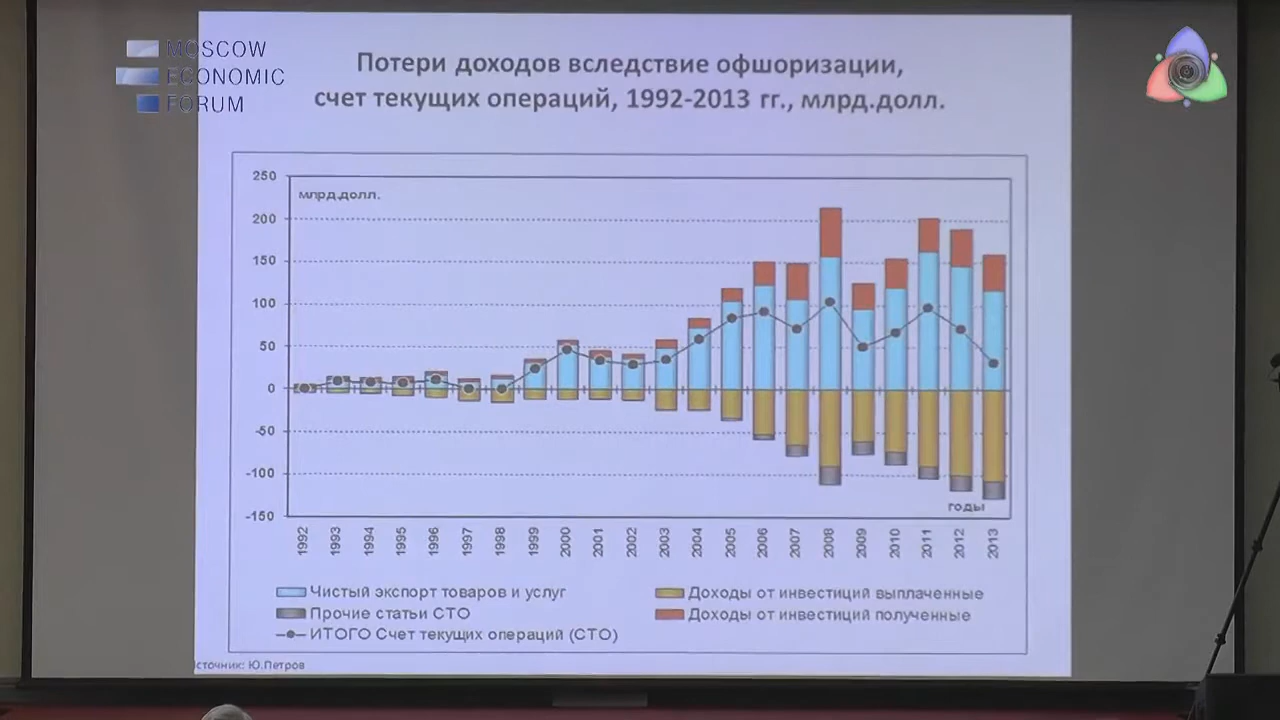 MOSCOW
ECONOMIC
FORUM
Потери доходов вследствие офшоризации,
счет текущих операций, 1992-2013 гг., млрд.долл.
250
млрд.долл.
200
150
100
50
0
-50
-100
-150
годы
1992 1993 1994 1995 1996 1997 1998 1999 2000 2001 2002 2003 2004 2005 2006 2007 2008 2009 2010 2011 2012 2013
Чистый экспорт товаров и услуг
Доходы от инвестиций выплаченные
Прочие статьи СТО
Доходы от инвестиций полученные
ИТОГО Счет текущих операций (СТО)
сточник: Ю.Петров